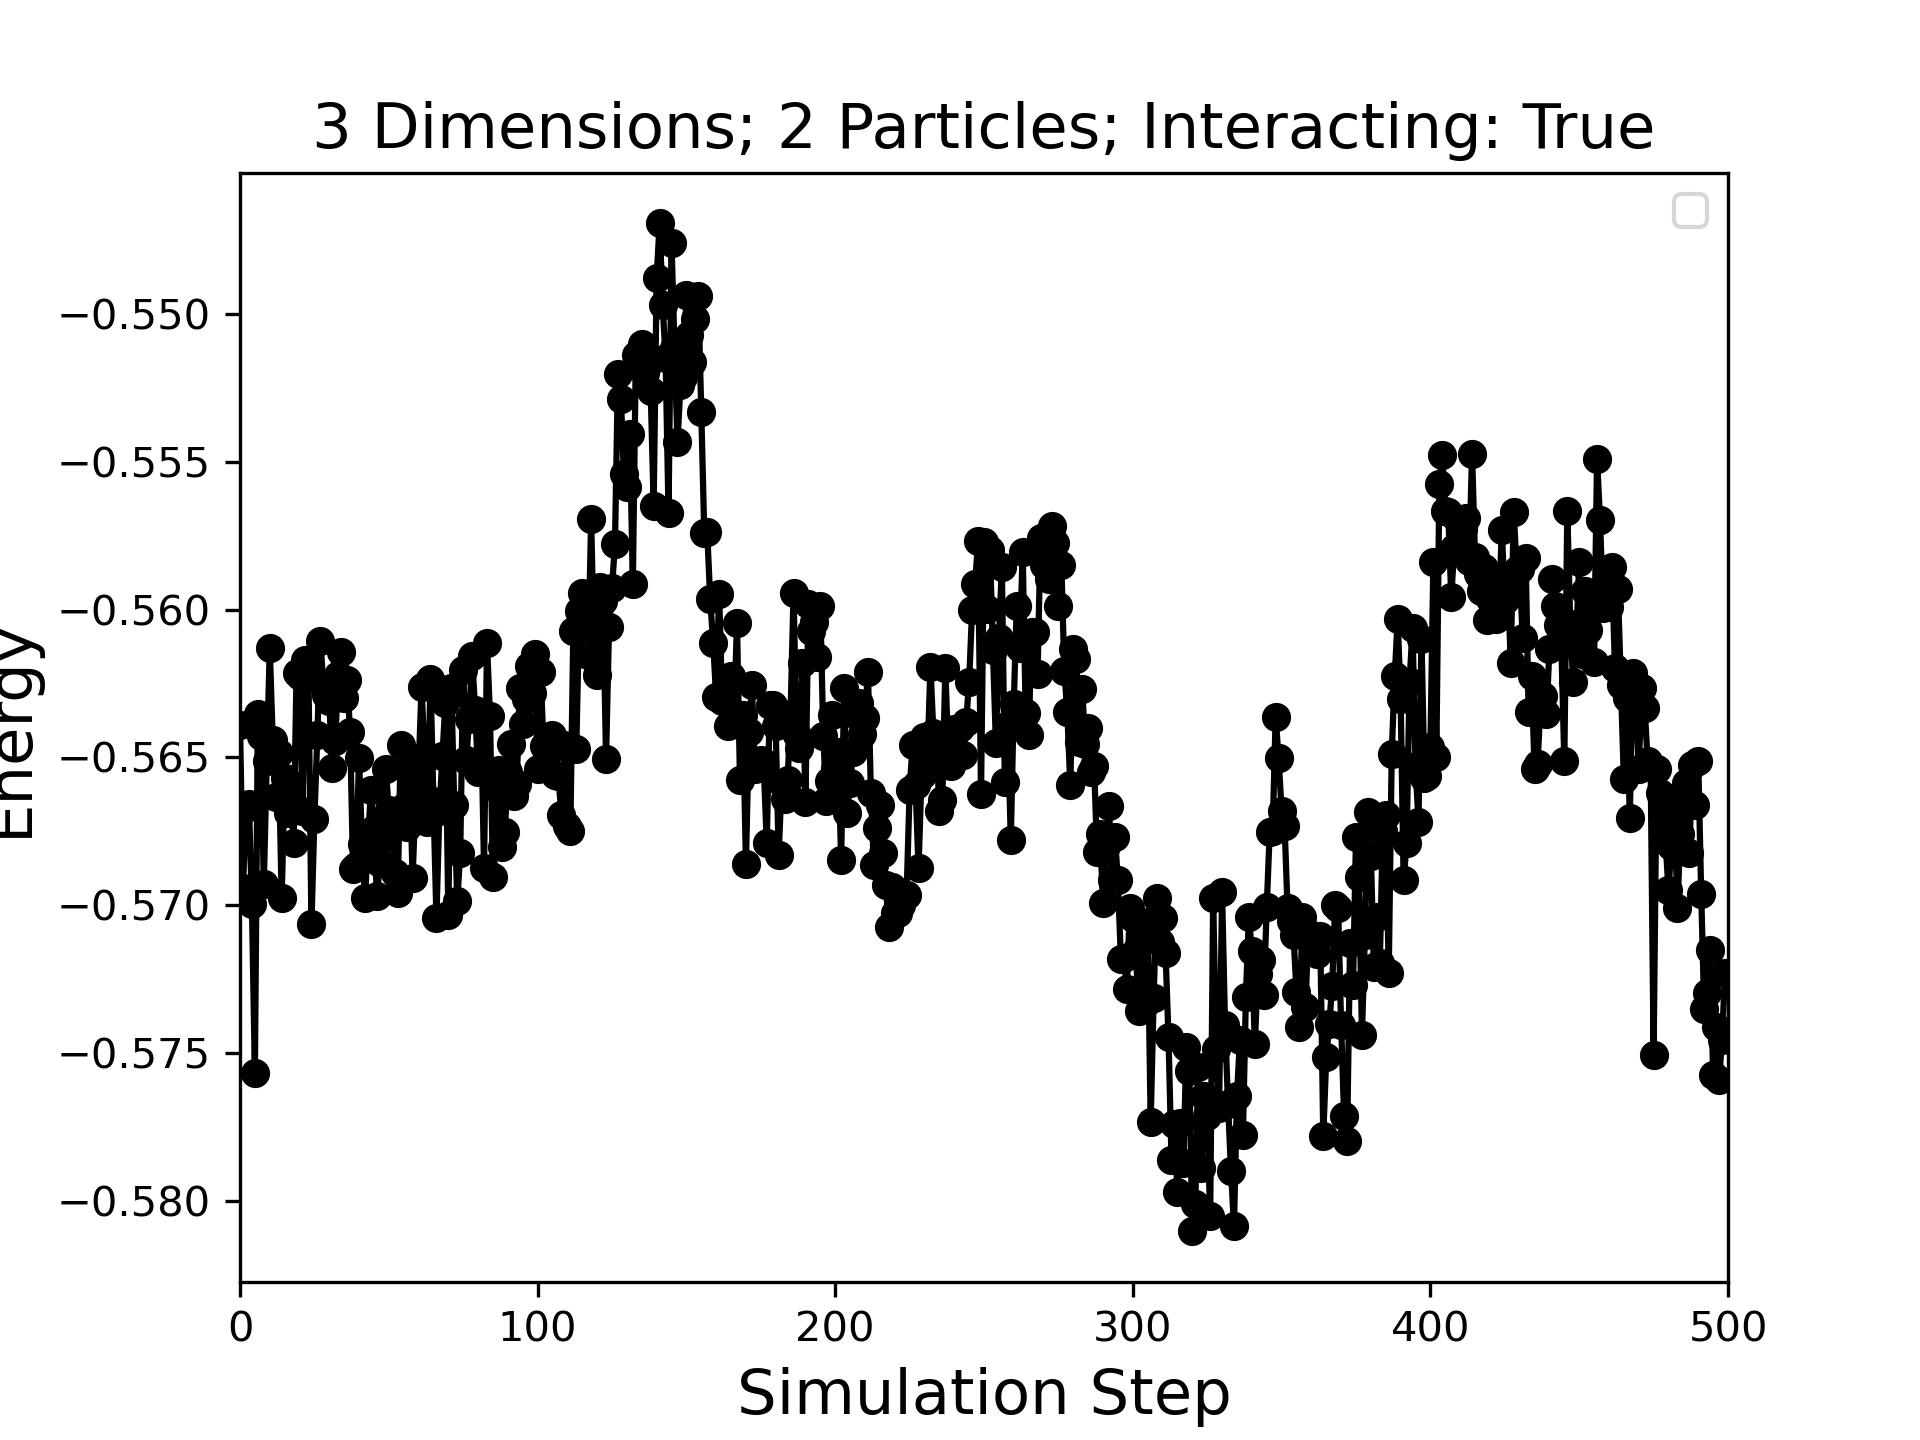 3 Dimensions; 2 Particles; Interacting: True
Energy
−0.550
−0.555
−0.560
−0.565
−0.570
−0.575
−0.580
0 100 200 300 400 500
Simulation Step